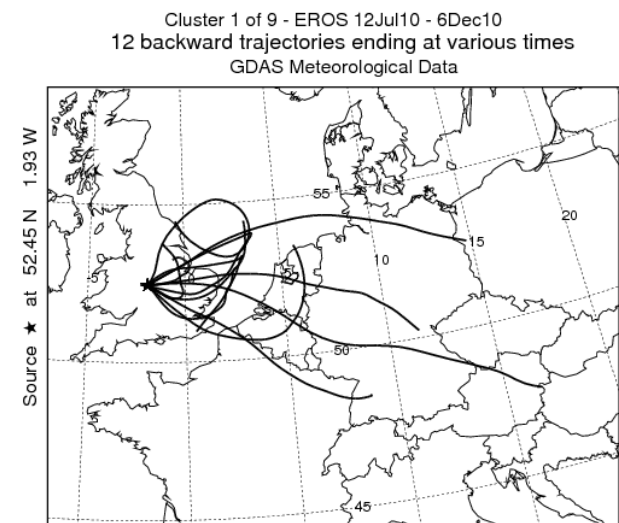 Cluster 1 of 9 - EROS 12Jul10 - 6Dec10
12 backward trajectories ending at various times
GDAS Meteorological Data
Source ★ at 52.45 N 1.93 W
55
20
15
10
-5
5
50
45